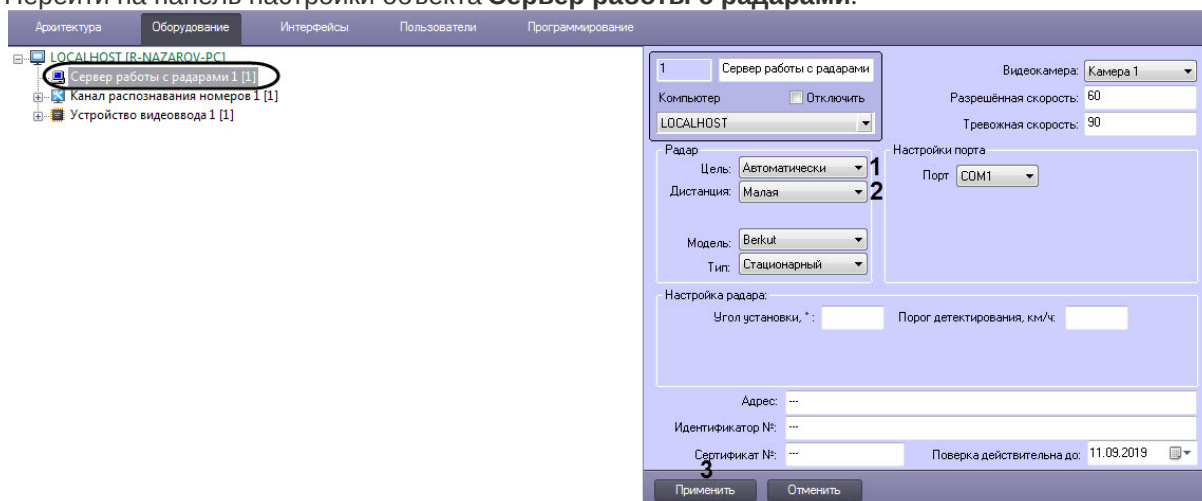 Перейти на панель настройки объекта Сервер работы с радарами.
Архитектура Оборудование Интерфейсы Пользователи Программирование
LOCALHOST [R-NAZAROV-PC]
Сервер работы с радарами 1 [1]
Канал распознавания номеров 1 [1]
Устройство видеоввода 1 [1]
1 Сервер работы с радарами
Компьютер Отключить
LOCALHOST
Видеокамера: Камера 1
Разрешённая скорость: 60
Тревожная скорость: 90
Радар
Цель: Автоматически 1
Дистанция: Малая 2
Модель: Berkut
Тип: Стационарный
Настройки порта
Порт COM1
Настройка радара:
Угол установки, ° : Порог детектирования, км/ч:
Адрес: ---
Идентификатор №: ---
Сертификат №: --- Поверка действительна до: 11.09.2019
3
Применить Отменить